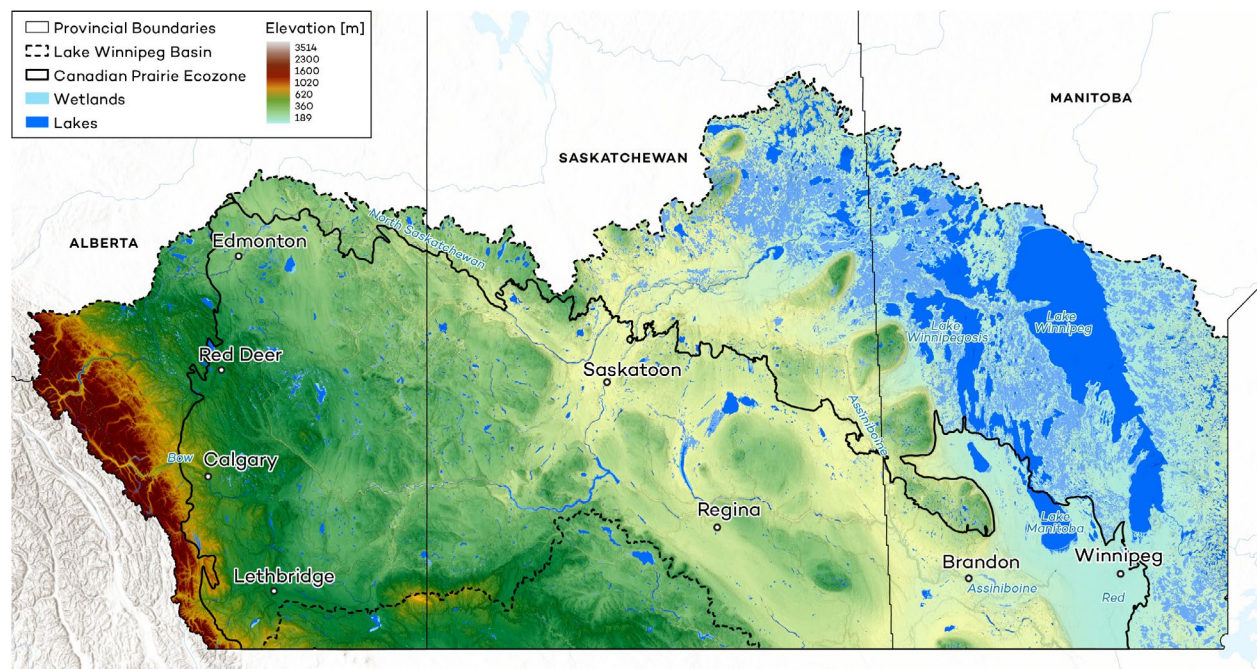 Provincial Boundaries
Lake Winnipeg Basin
Canadian Prairie Ecozone
Wetlands
Lakes
Elevation [m]
3514
2300
1600
1020
620
360
189
MANITOBA
SASKATCHEWAN
ALBERTA
North Saskatchewan
Edmonton
Lake
Winnipeg
Lake
Winnipegosis
Red Deer
Saskatoon
Assiniboine
Bow
Calgary
Regina
Lake
Manitoba
Winnipeg
Brandon
Lethbridge
Assiniboine
Red